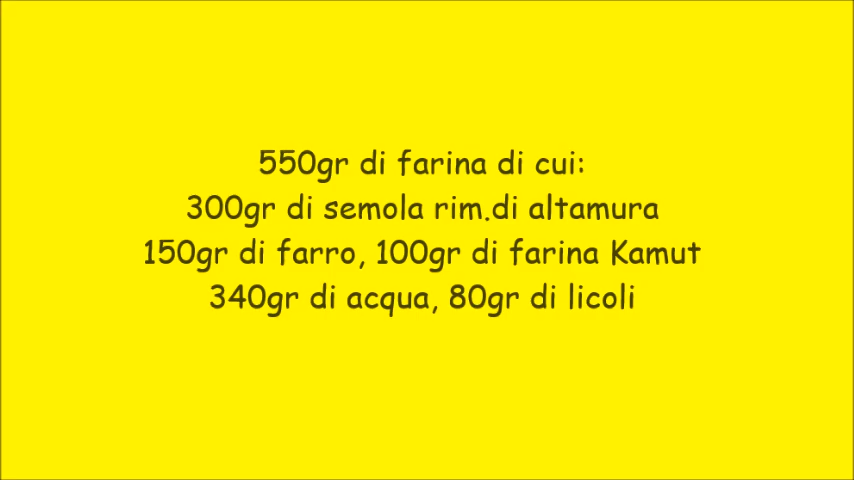 550gr di farina di cui:
300gr di semola rim.di altamura
150gr di farro, 100gr di farina Kamut
340gr di acqua, 80gr di licoli